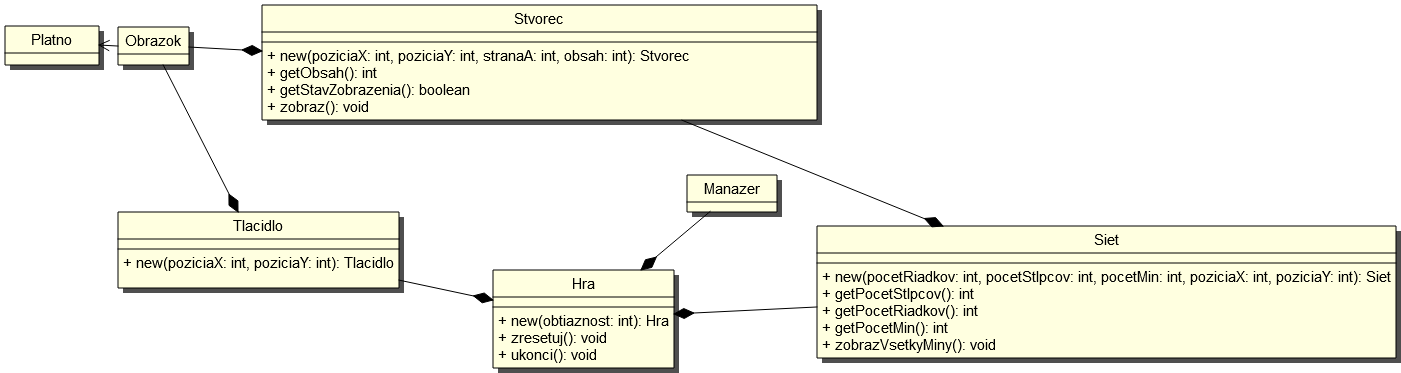 Platno
Obrazok
Stvorec
+ new(poziciaX: int, poziciaY: int, stranaA: int, obsah: int): Stvorec
+ getObsah(): int
+ getStavZobrazenia(): boolean
+ zobraz(): void
Manazer
Tlacidlo
+ new(poziciaX: int, poziciaY: int): Tlacidlo
Hra
+ new(obtiaznost: int): Hra
+ zresetuj(): void
+ ukonci(): void
Siet
+ new(pocetRiadkov: int, pocetStlpcov: int, pocetMin: int, poziciaX: int, poziciaY: int): Siet
+ getPocetStlpcov(): int
+ getPocetRiadkov(): int
+ getPocetMin(): int
+ zobrazVsetkyMiny(): void